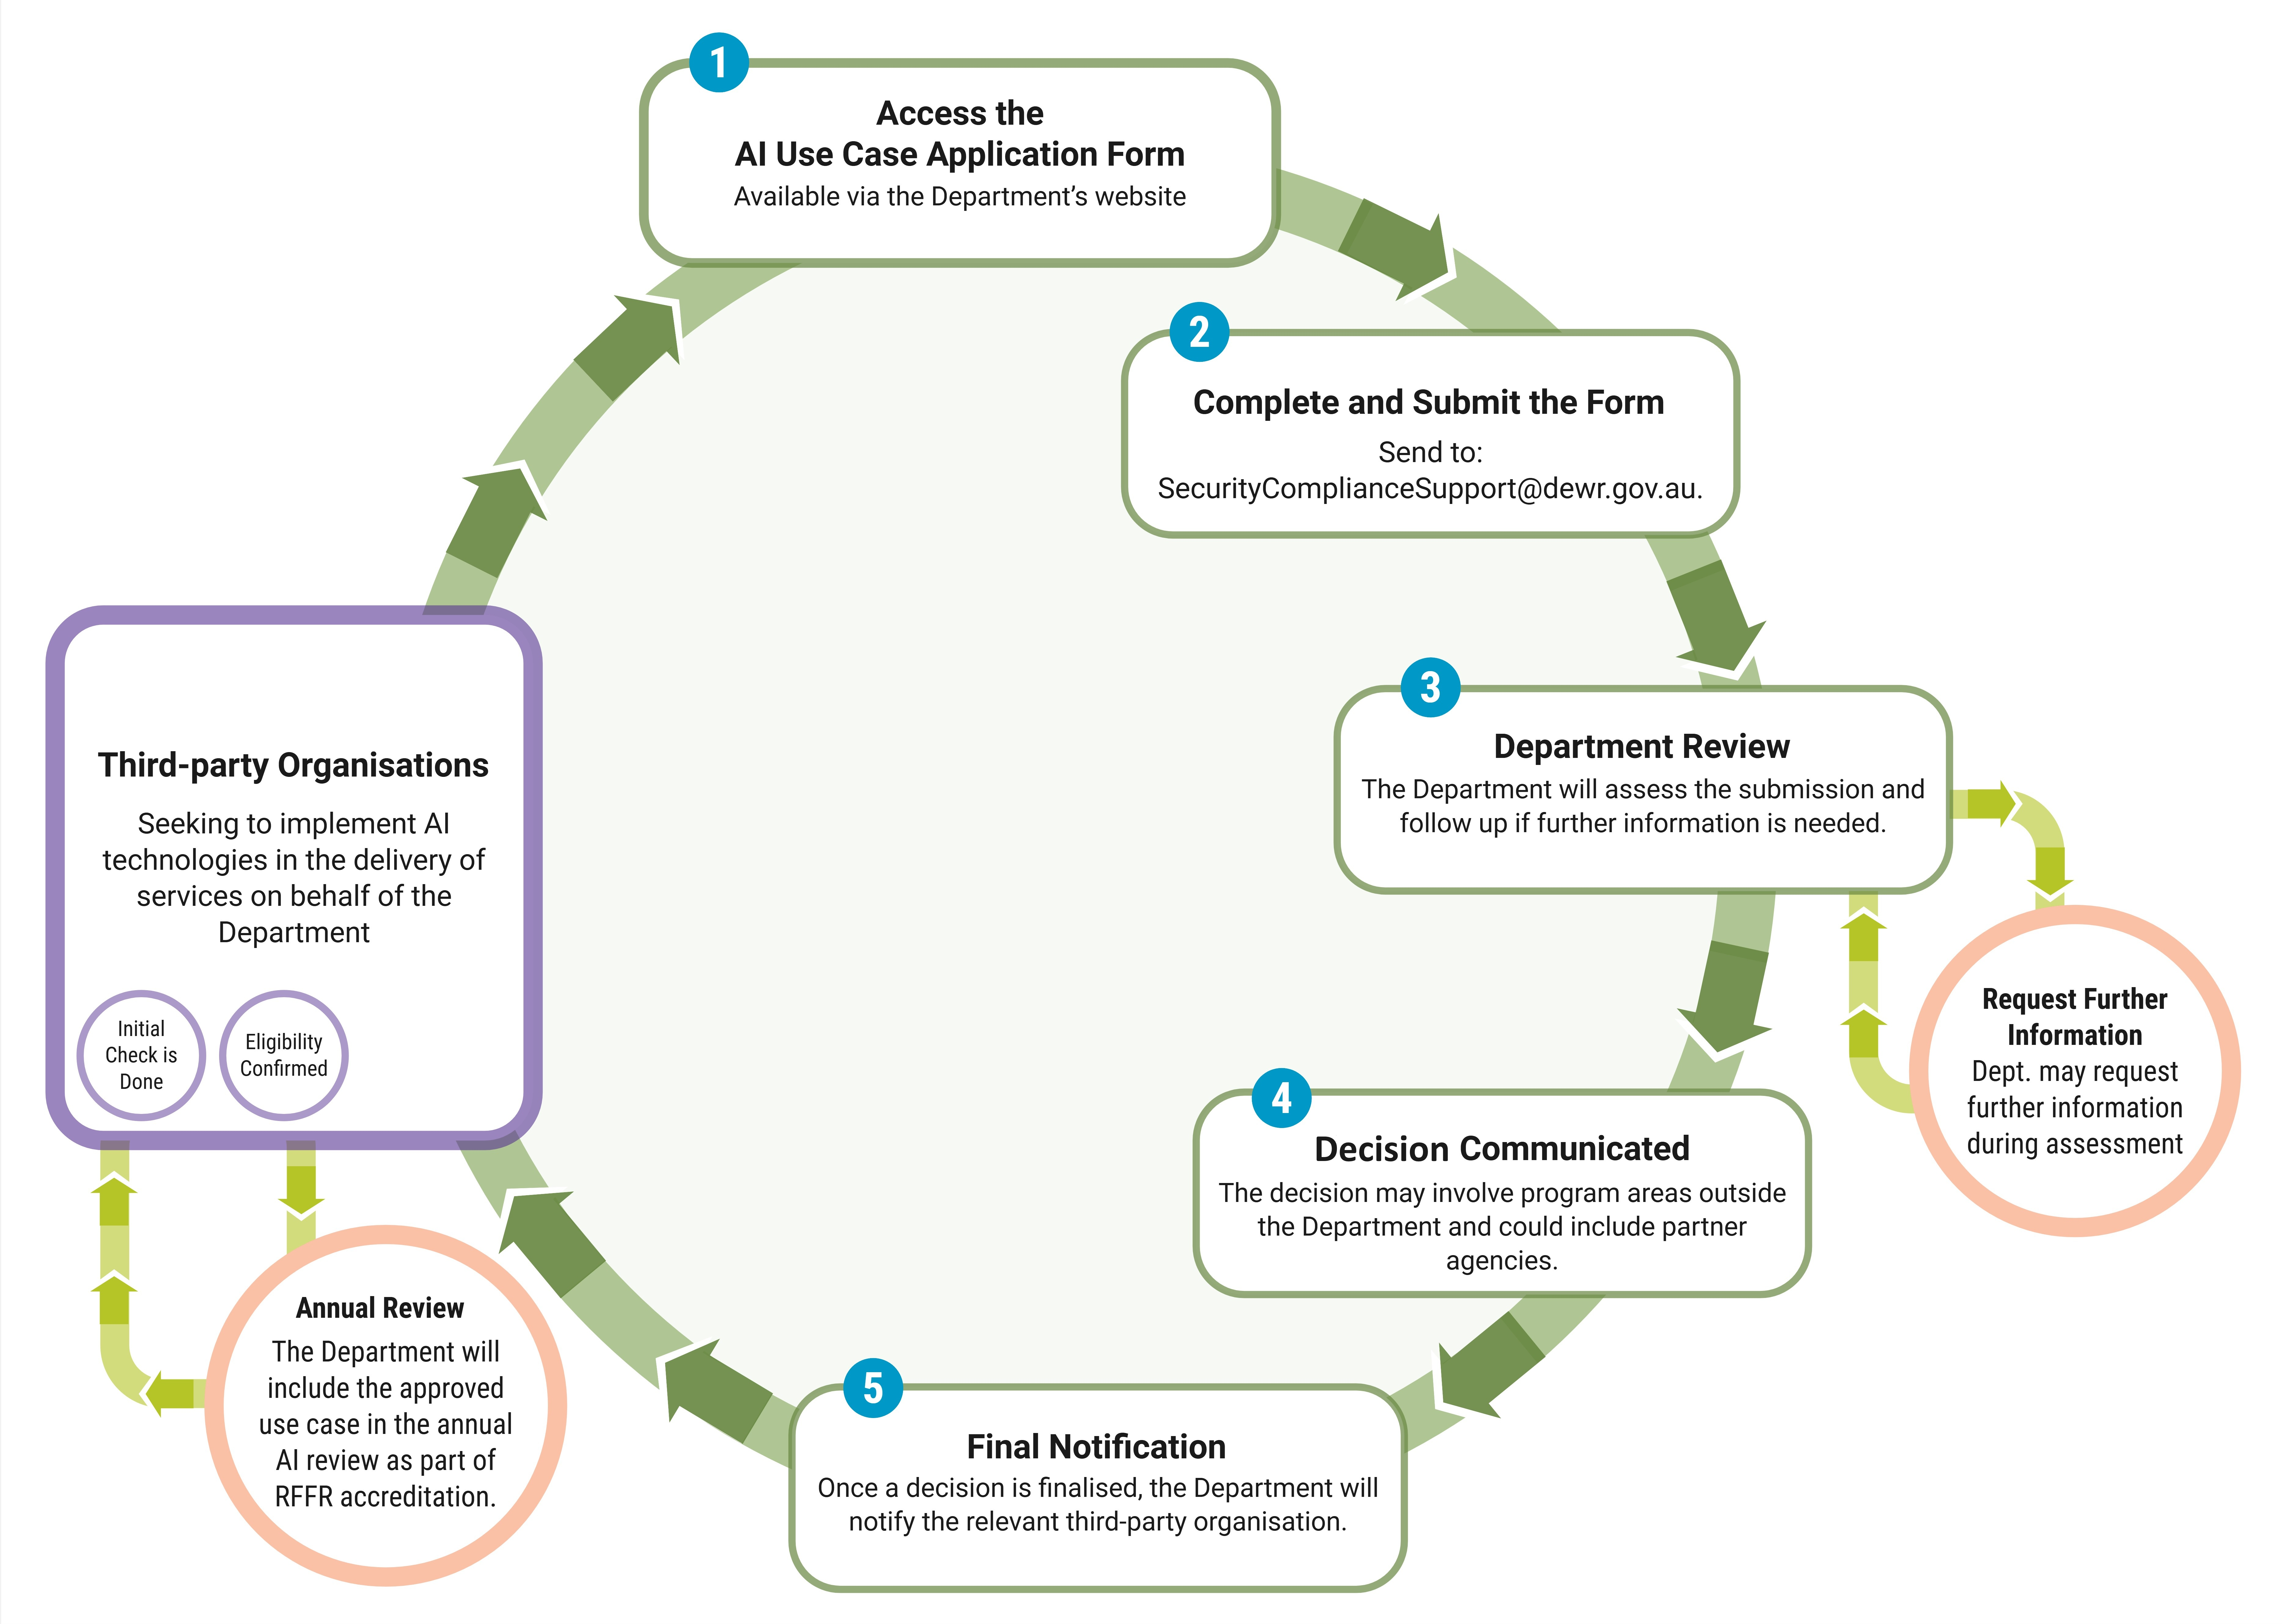 1
Access the
AI Use Case Application Form
Available via the Department’s website
2
Complete and Submit the Form
Send to:
SecurityComplianceSupport@dewr.gov.au.
3
Department Review
The Department will assess the submission and
follow up if further information is needed.
Request Further
Information
Dept. may request
further information
during assessment
4
Decision Communicated
The decision may involve program areas outside
the Department and could include partner
agencies.
5
Final Notification
Once a decision is finalised, the Department will
notify the relevant third-party organisation.
Third-party Organisations
Seeking to implement AI
technologies in the delivery of
services on behalf of the
Department
Initial
Check is
Done
Eligibility
Confirmed
Annual Review
The Department will
include the approved
use case in the annual
AI review as part of
RFFR accreditation.